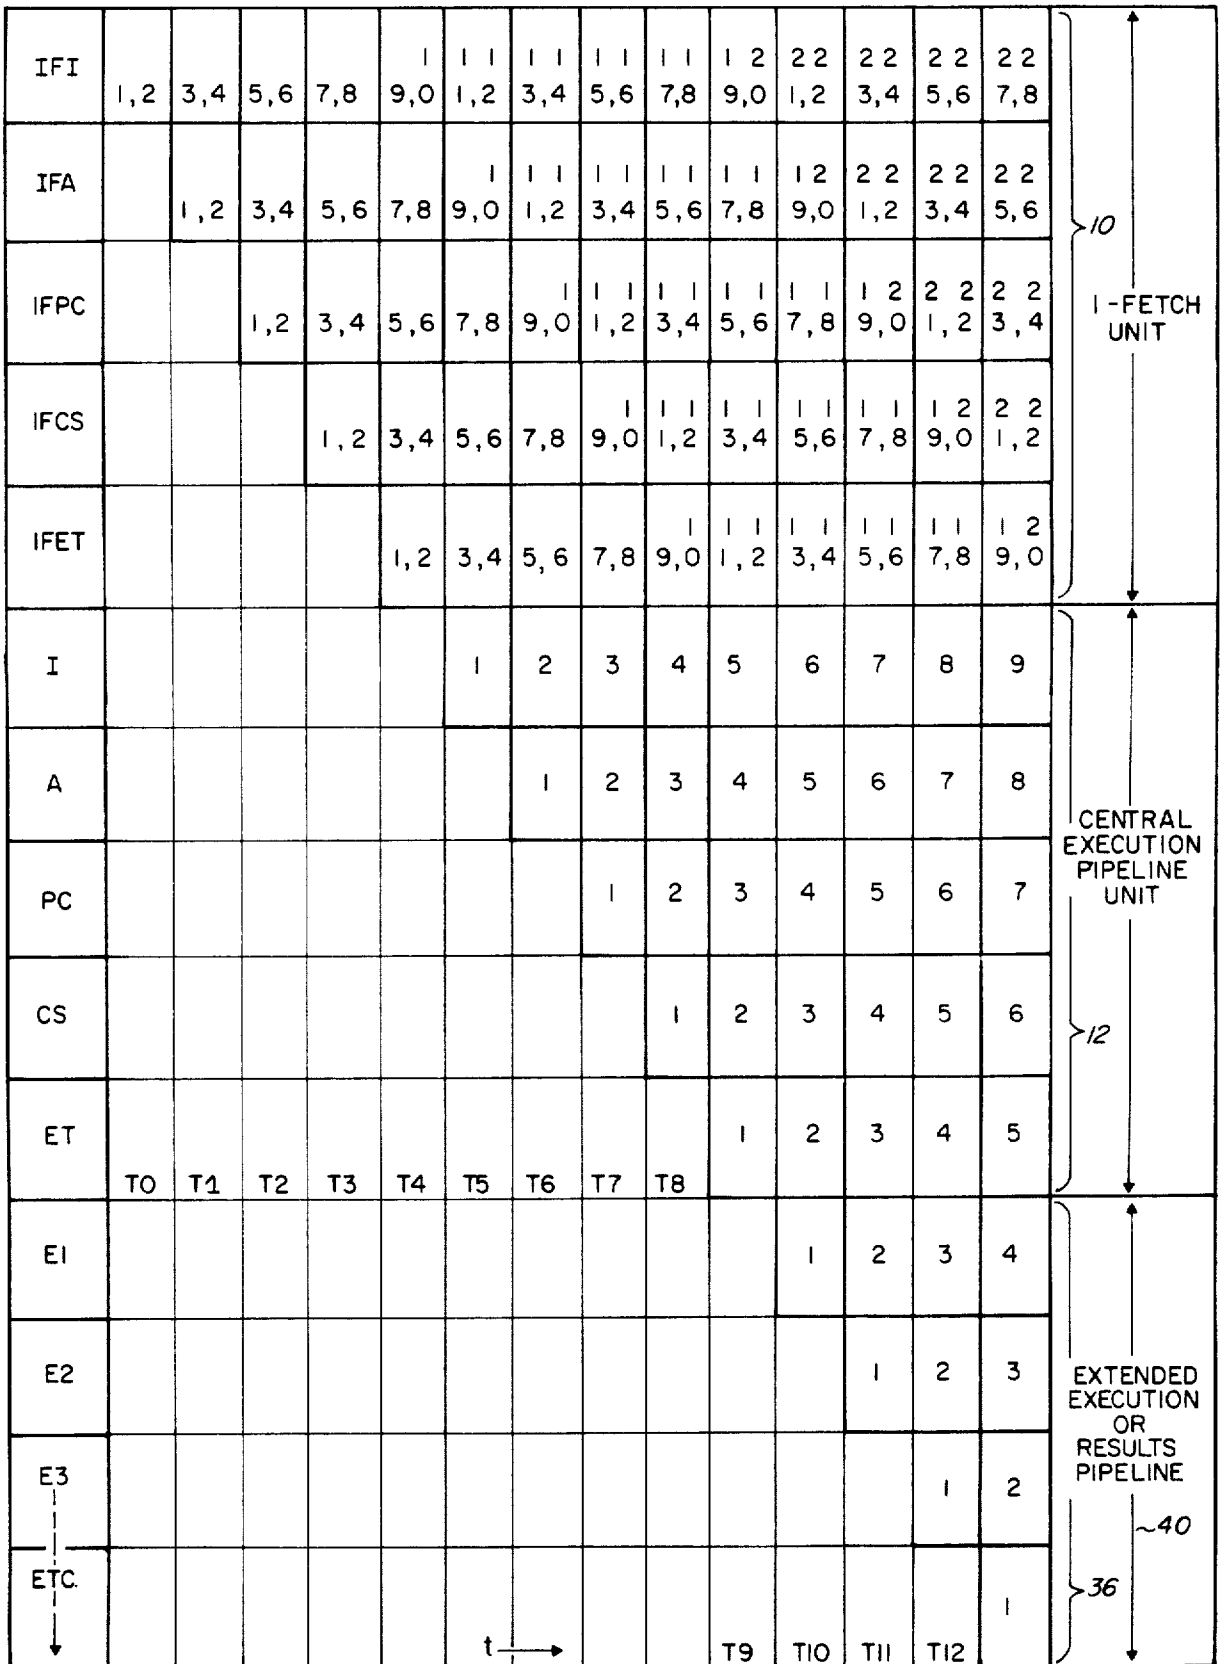 IFI
1 1 1 1 1 1 1 1 1 1 2 2 2 2 2 2 2 2 2
1,2 3,4 5,6 7,8 9,0 1,2 3,4 5,6 7,8 9,0 1,2 3,4 5,6 7,8
IFA
1 1 1 1 1 1 1 1 1 1 2 2 2 2 2 2 2
1,2 3,4 5,6 7,8 9,0 1,2 3,4 5,6 7,8 9,0 1,2 3,4 5,6
10
IFPC
1 1 1 1 1 1 1 1 1 1 2 2 2 2 2
1,2 3,4 5,6 7,8 9,0 1,2 3,4 5,6 7,8 9,0 1,2 3,4
I-FETCH
UNIT
IFCS
1 1 1 1 1 1 1 1 1 1 2 2 2
1,2 3,4 5,6 7,8 9,0 1,2 3,4 5,6 7,8 9,0 1,2
IFET
1 1 1 1 1 1 1 1 1 1 2
1,2 3,4 5,6 7,8 9,0 1,2 3,4 5,6 7,8 9,0
I 1 2 3 4 5 6 7 8 9
A 1 2 3 4 5 6 7 8
CENTRAL
EXECUTION
PIPELINE
UNIT
PC 1 2 3 4 5 6 7
CS 1 2 3 4 5 6
12
ET 1 2 3 4 5
T0 T1 T2 T3 T4 T5 T6 T7 T8
E1 1 2 3 4
E2 1 2 3
EXTENDED
EXECUTION
OR
RESULTS
PIPELINE
E3 1 2
~40
ETC. 1
36
t
T9 T10 T11 T12